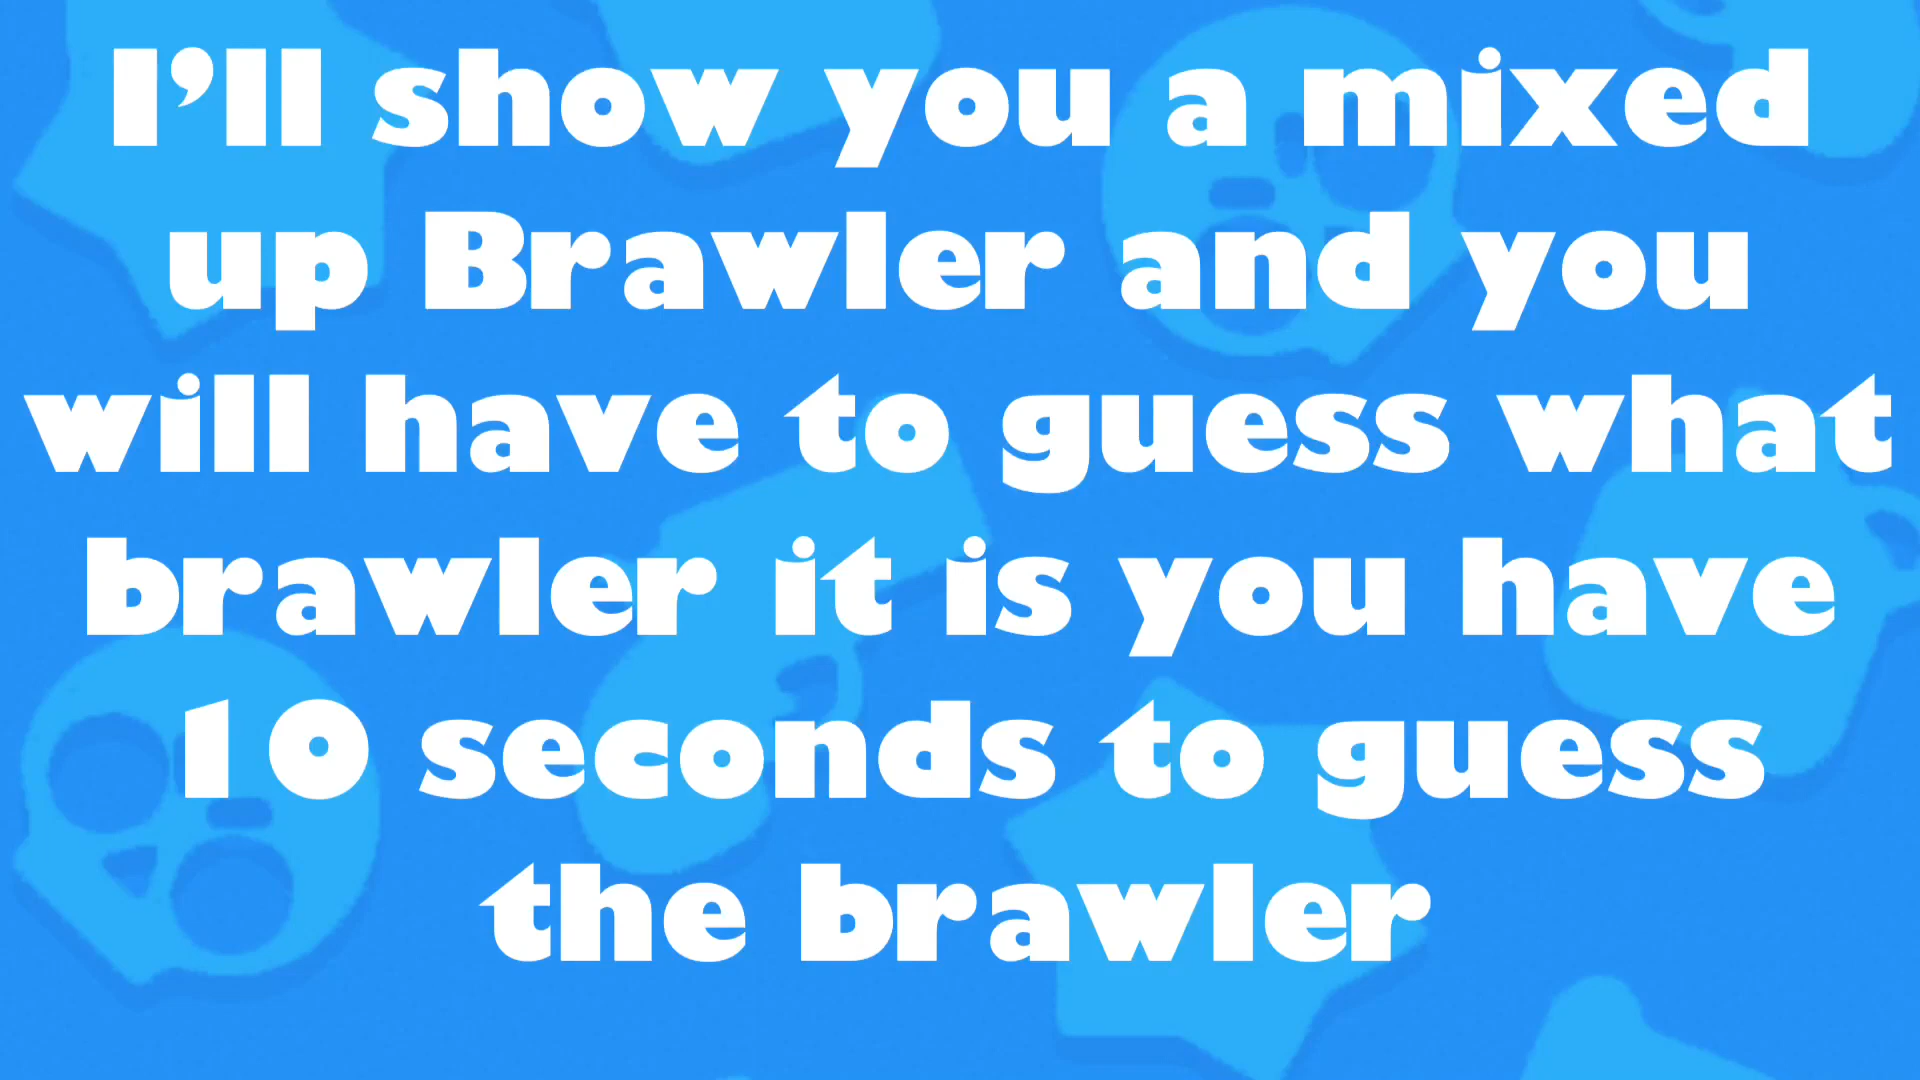 I’ll show you a mixed
up Brawler and you
will have to guess what
brawler it is you have
10 seconds to guess
the brawler